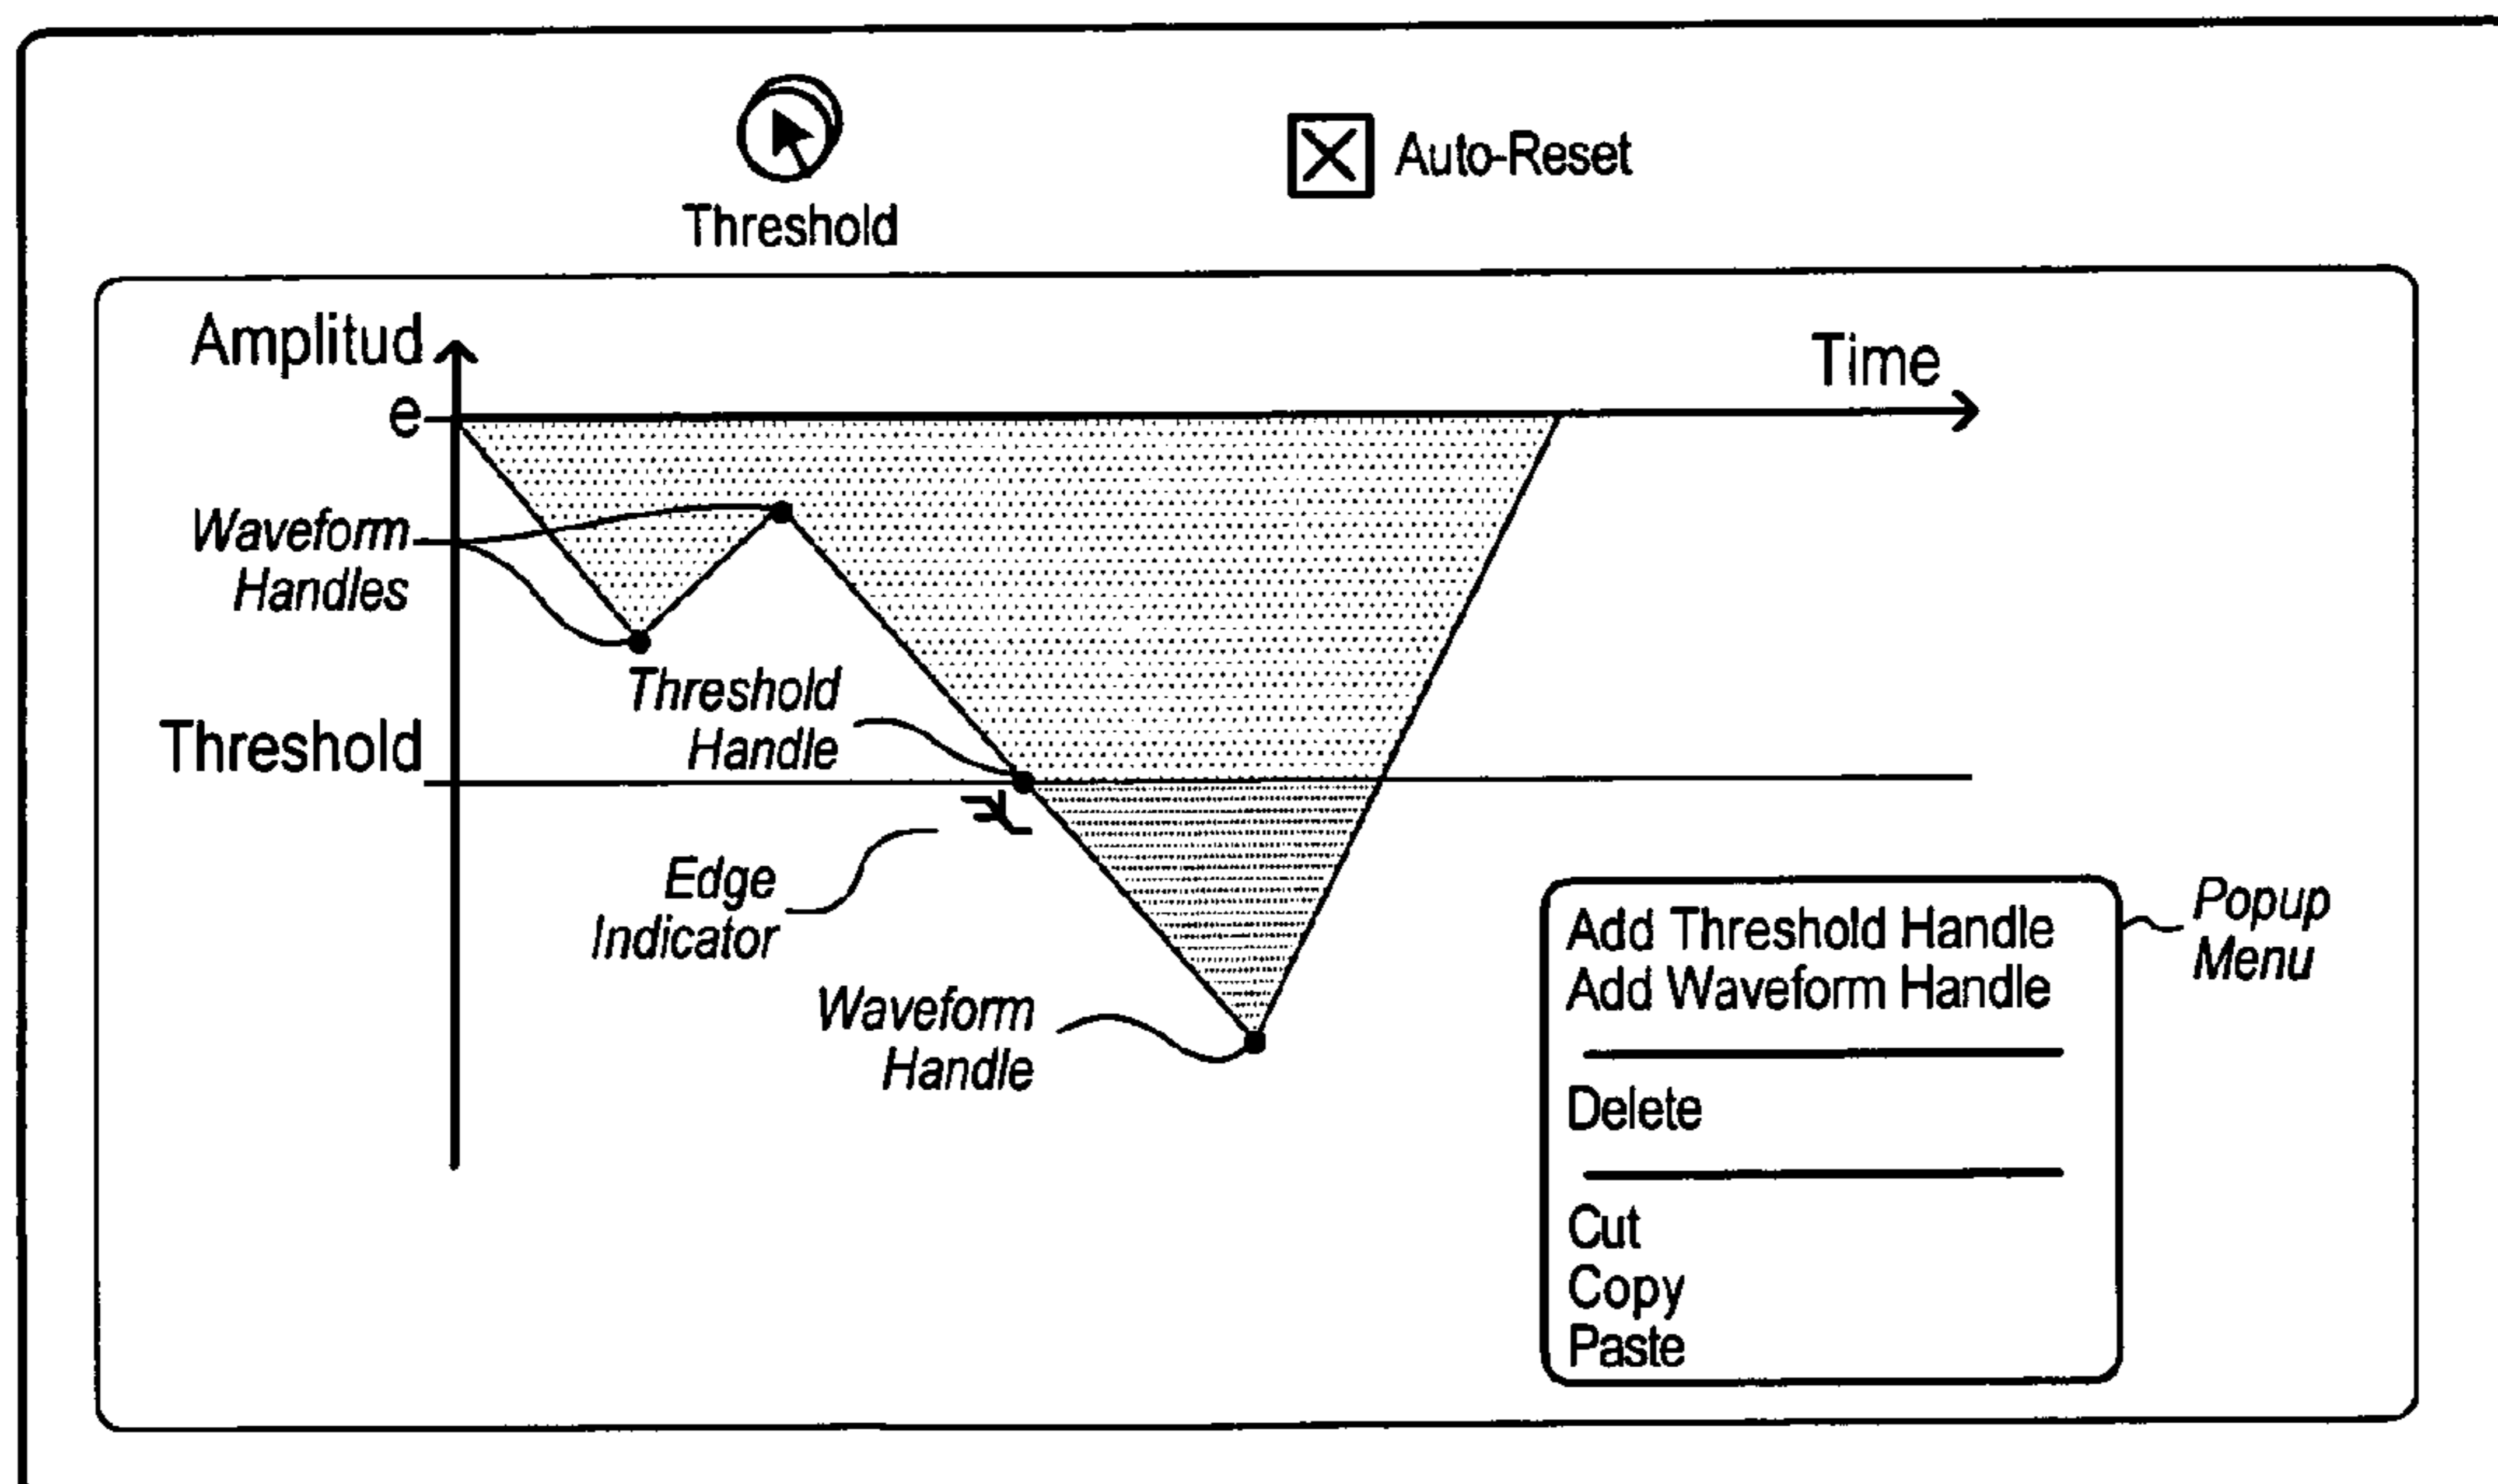 Threshold
Auto-Reset
Amplitud
e
Time
Waveform
Handles
Threshold
Handle
Threshold
Edge
Indicator
Waveform
Handle
Add Threshold Handle
Add Waveform Handle
Delete
Cut
Copy
Paste
Popup
Menu